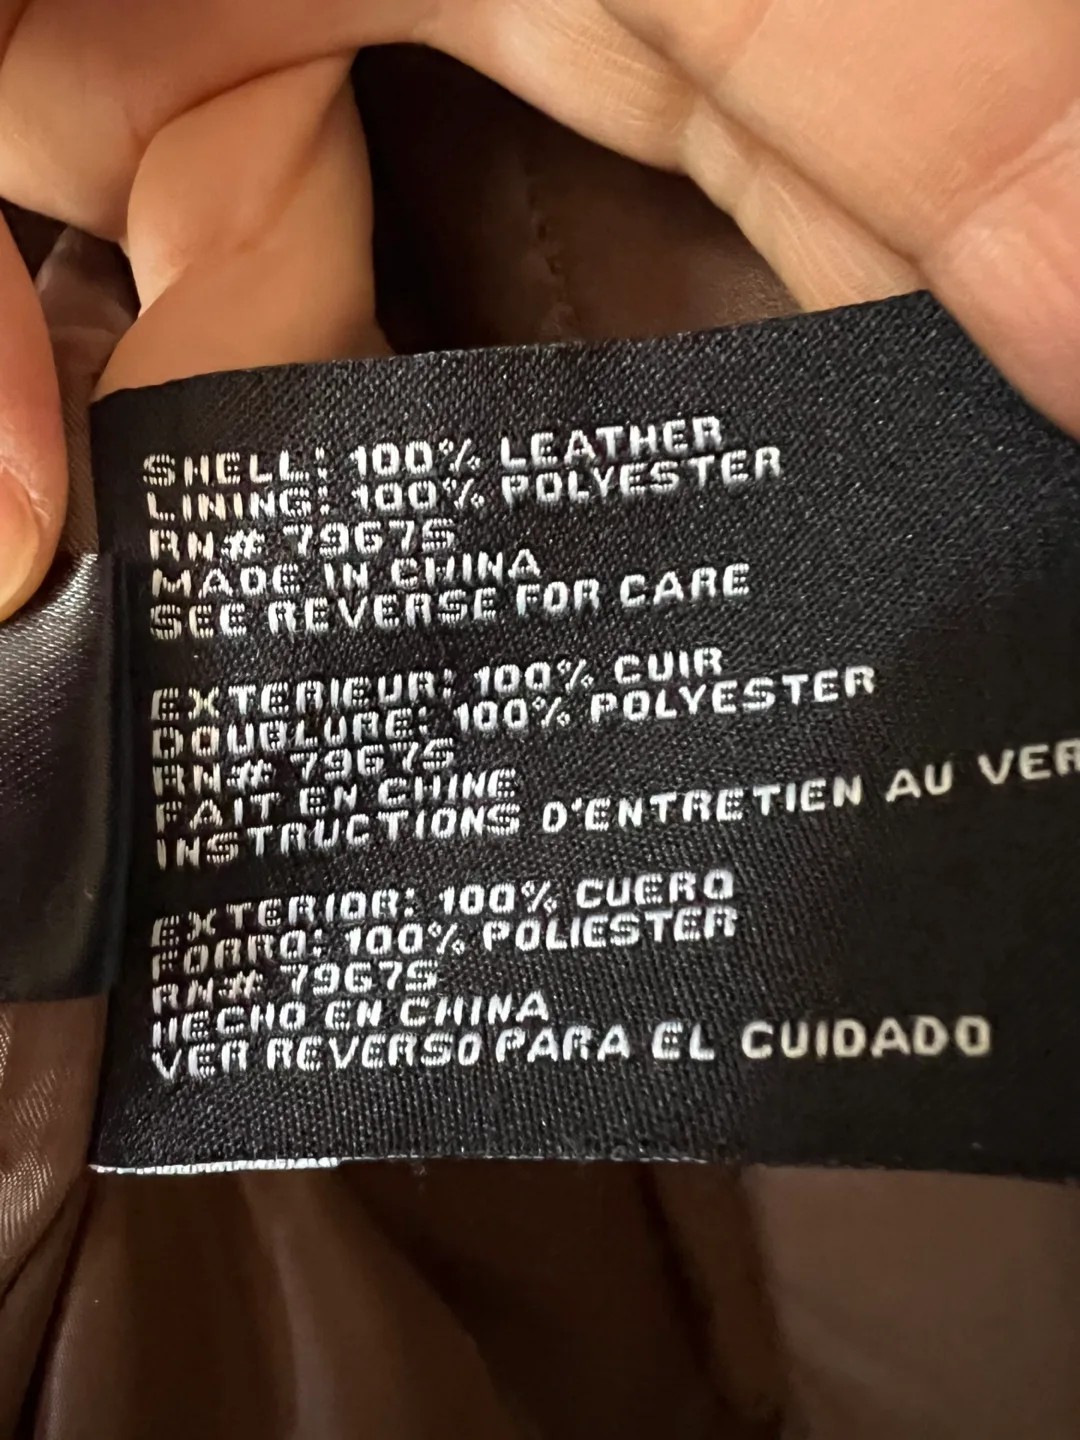 SHELL: 100% LEATHER
LINING: 100% POLYESTER
RN# 79675
MADE IN CHINA
SEE REVERSE FOR CARE
EXTERIEUR: 100% CUIR
DOUBLURE: 100% POLYESTER
RN# 79675
FAIT EN CHINE
INSTRUCTIONS D'ENTRETIEN AU VER
EXTERIOR: 100% CUERO
FORRO: 100% POLIESTER
RN# 79675
HECHO EN CHINA
VER REVERSO PARA EL CUIDADO